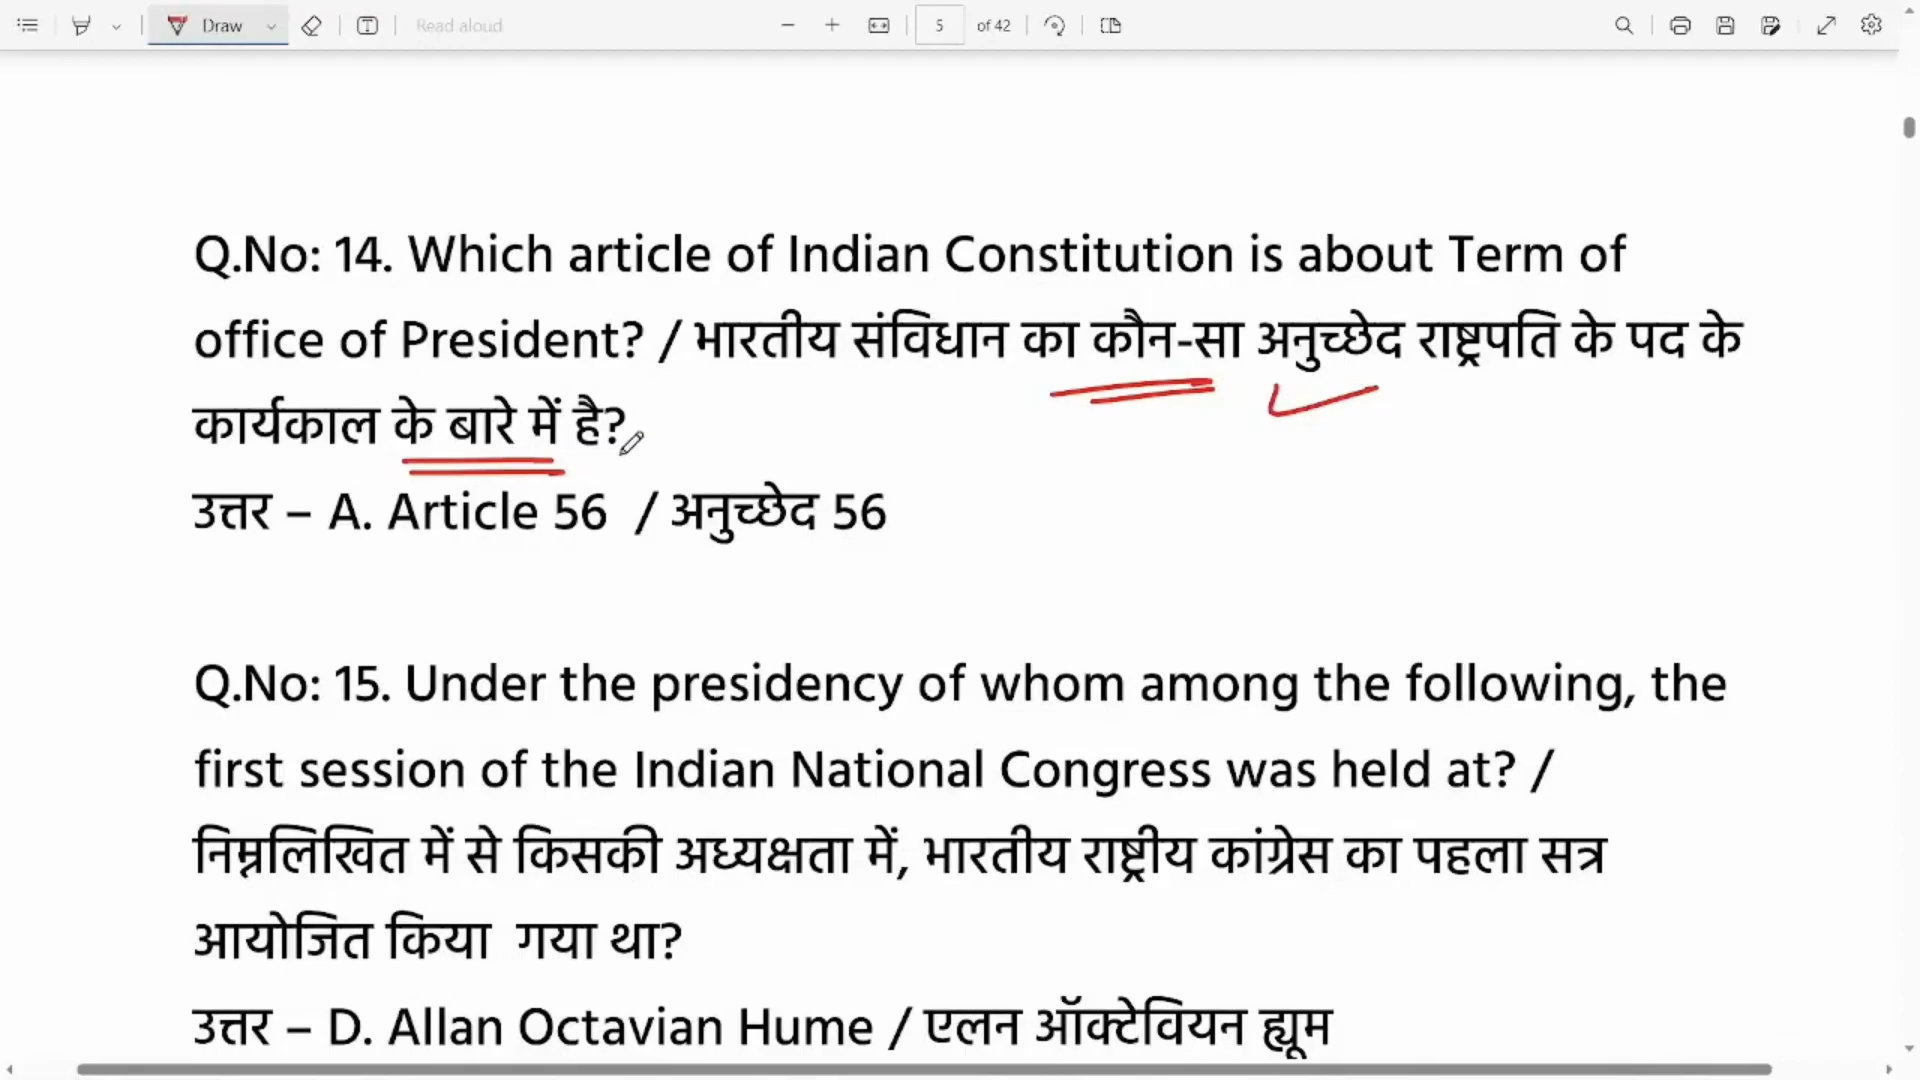 Draw
Read aloud
5 of 42
Q.No: 14. Which article of Indian Constitution is about Term of
office of President? / भारतीय संविधान का कौन-सा अनुच्छेद राष्ट्रपति के पद के
कार्यकाल के बारे में है?
उत्तर – A. Article 56 / अनुच्छेद 56
Q.No: 15. Under the presidency of whom among the following, the
first session of the Indian National Congress was held at? /
निम्नलिखित में से किसकी अध्यक्षता में, भारतीय राष्ट्रीय कांग्रेस का पहला सत्र
आयोजित किया गया था?
उत्तर – D. Allan Octavian Hume / एलन ऑक्टेवियन ह्यूम